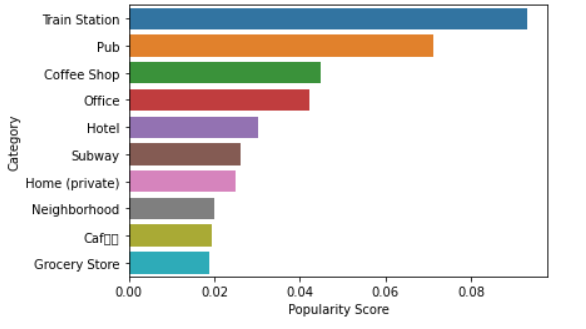 Train Station
Pub
Coffee Shop
Office
Hotel
Subway
Home (private)
Neighborhood
Caf▯▯
Grocery Store
Category
0.00 0.02 0.04 0.06 0.08
Popularity Score